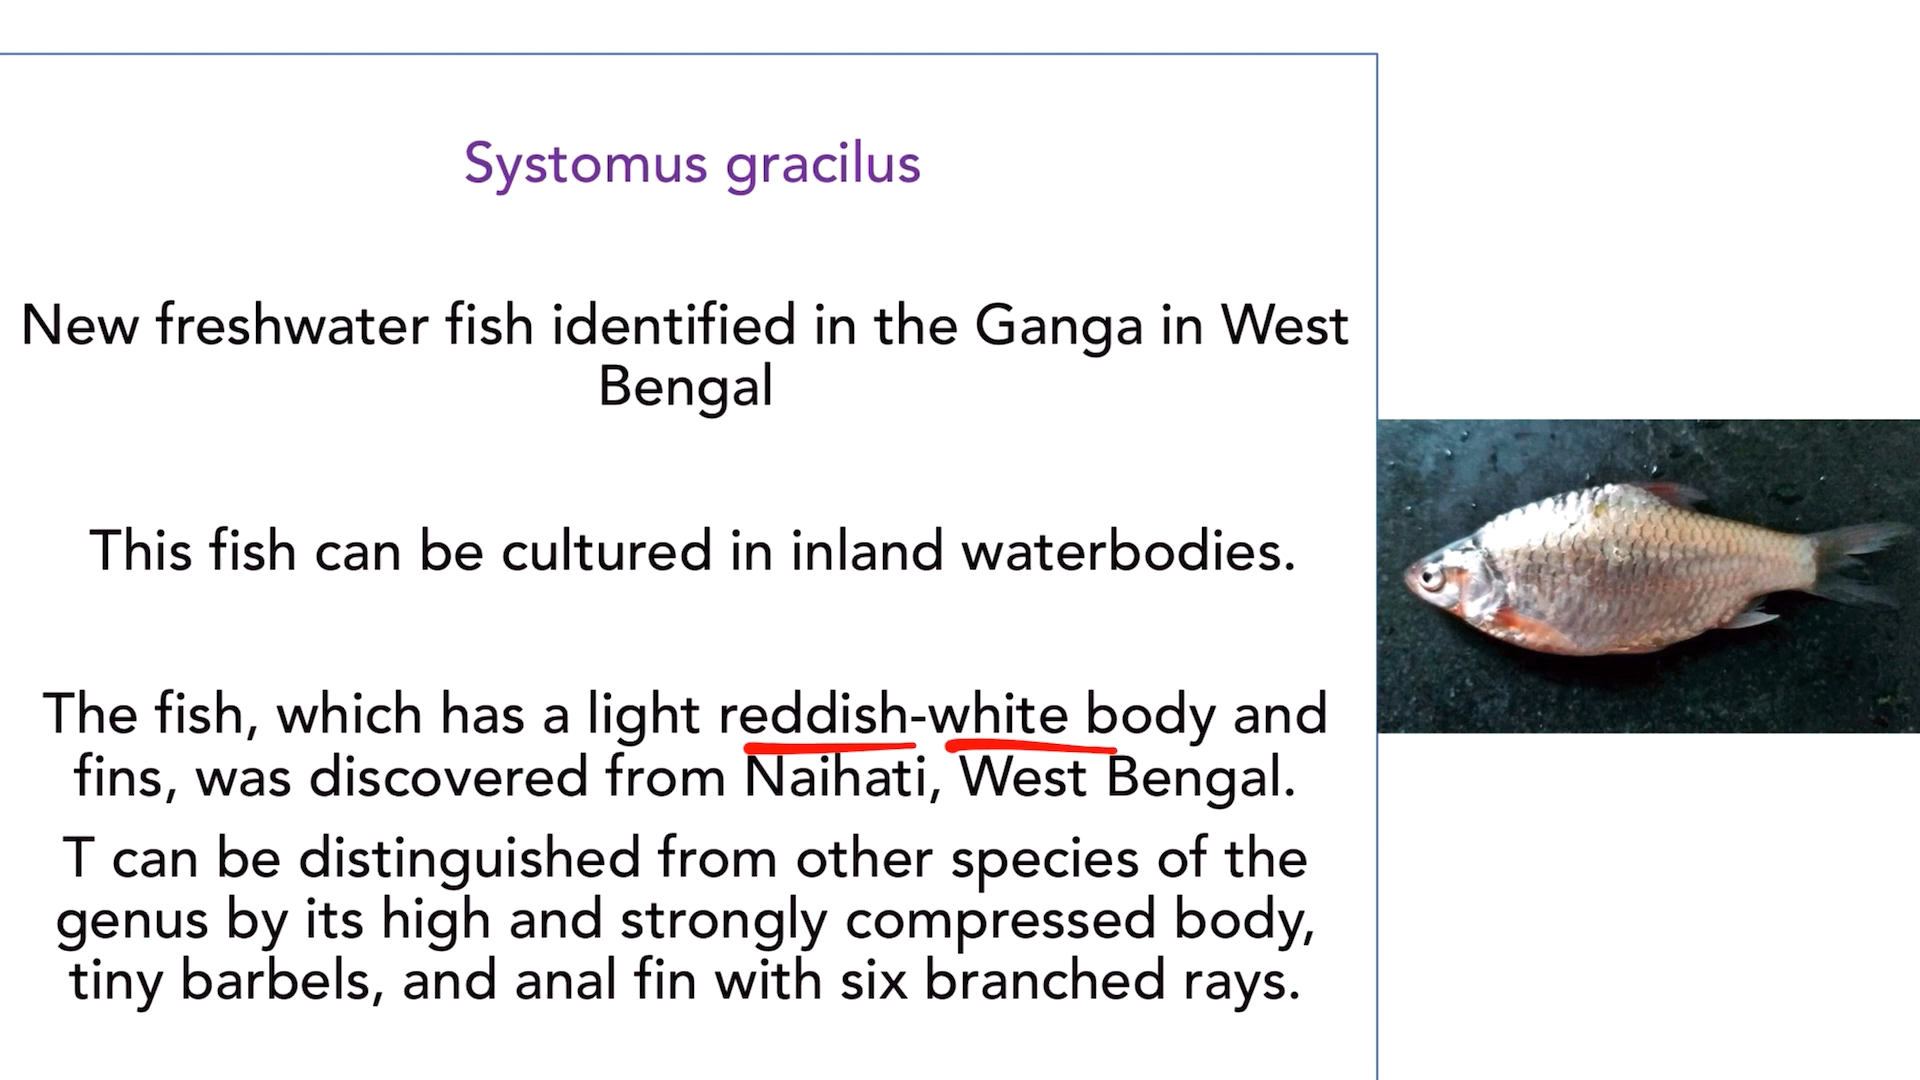 Systomus gracilus
New freshwater fish identified in the Ganga in West
Bengal
This fish can be cultured in inland waterbodies.
The fish, which has a light reddish-white body and
fins, was discovered from Naihati, West Bengal.
T can be distinguished from other species of the
genus by its high and strongly compressed body,
tiny barbels, and anal fin with six branched rays.